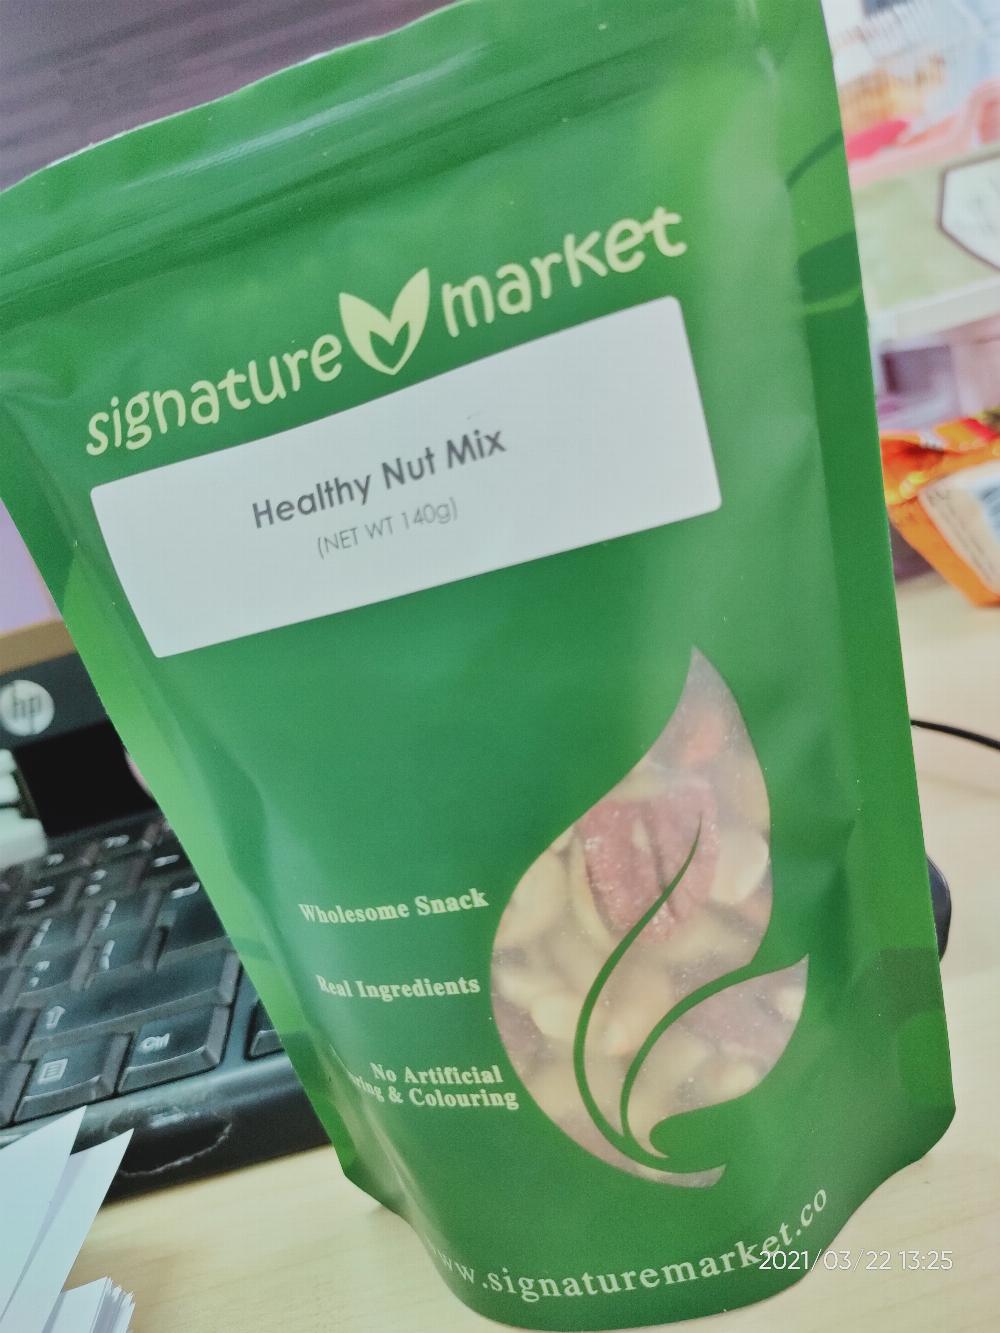 signature market
Healthy Nut Mix
(NET WT 140g)
hp
Wholesome Snack
Real Ingredients
No Artificial
& Colouring
Ctrl
www.signaturemarket.co
2021/03/22 13:25